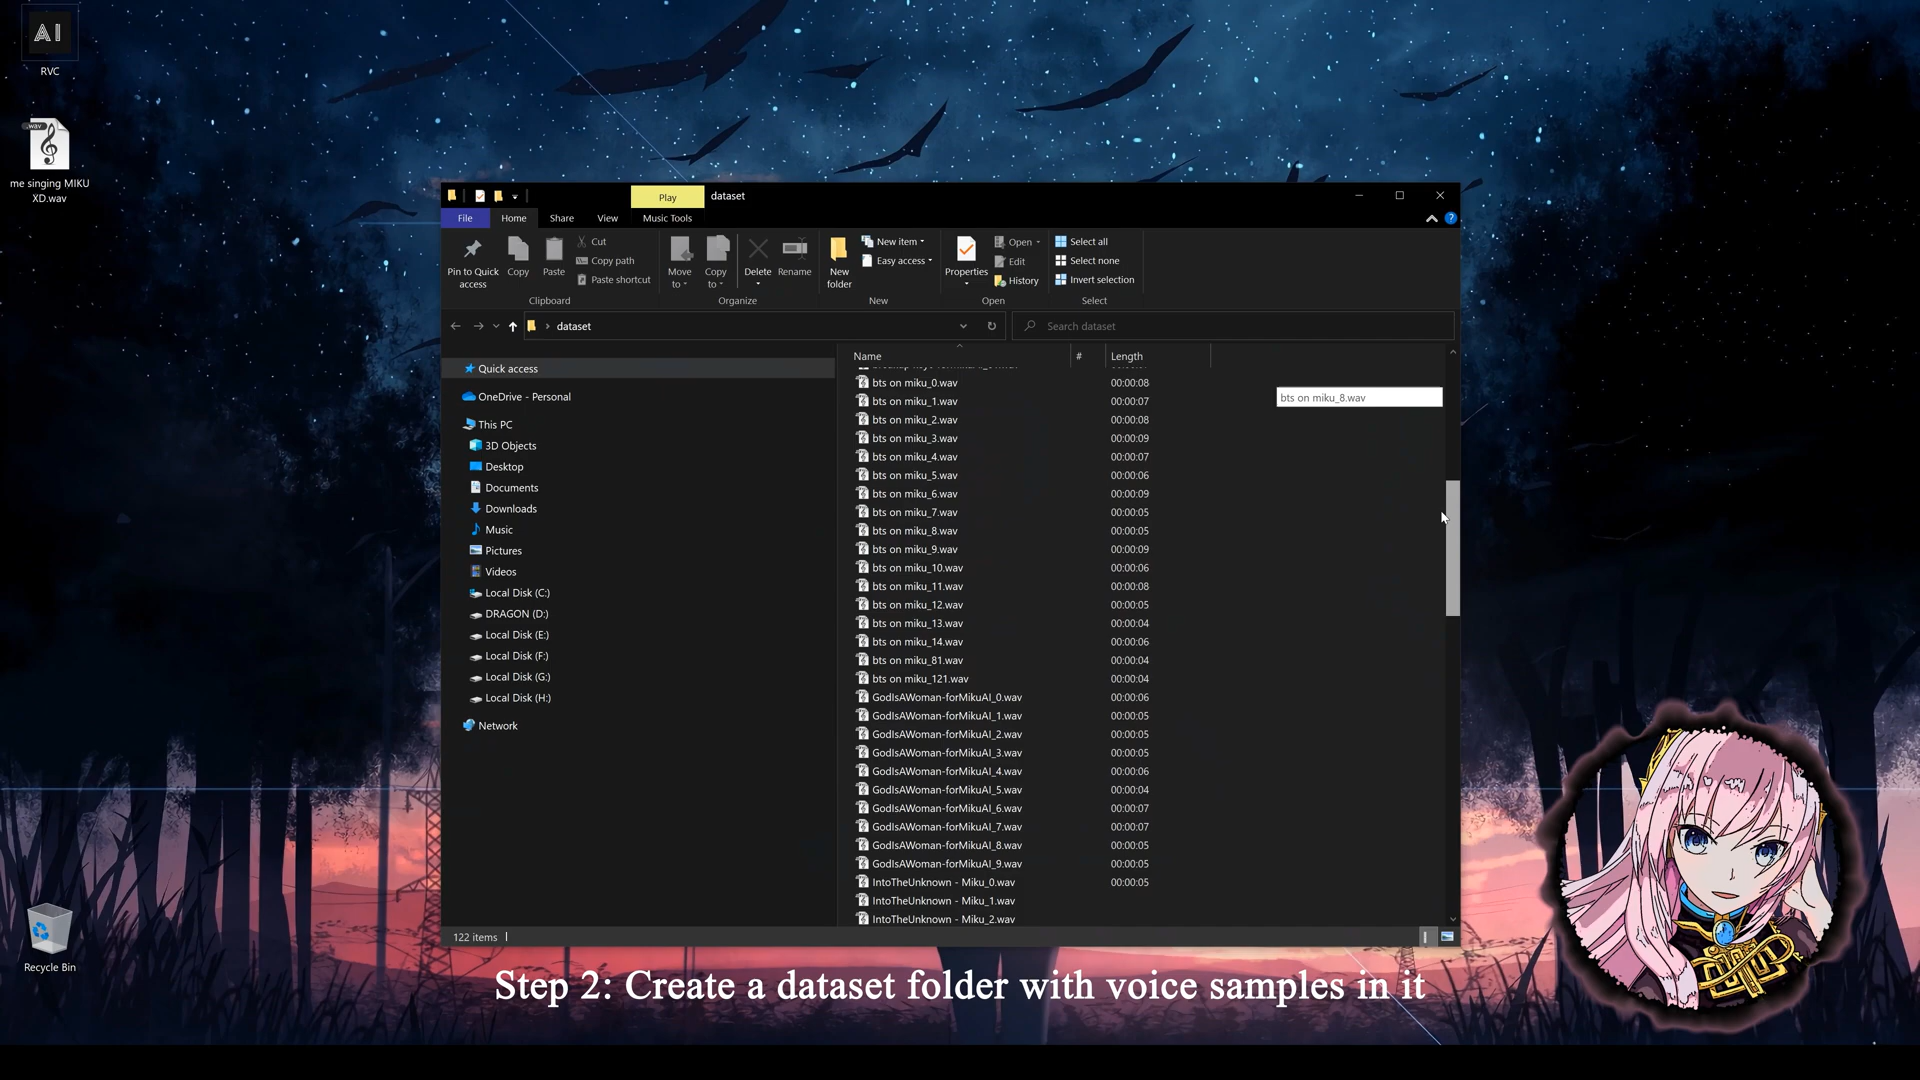 AI
RVC
.wav
me singing MIKU
XD.wav
Play
dataset
File
Home
Share
View
Music Tools
?
Pin to Quick
access
Copy
Paste
Cut
Copy path
Paste shortcut
Clipboard
Move
to
Copy
to
Delete
Rename
Organize
New
folder
New item
Easy access
New
Properties
Open
Edit
History
Open
Select all
Select none
Invert selection
Select
dataset
Search dataset
Quick access
OneDrive - Personal
This PC
3D Objects
Desktop
Documents
Downloads
Music
Pictures
Videos
Local Disk (C:)
DRAGON (D:)
Local Disk (E:)
Local Disk (F:)
Local Disk (G:)
Local Disk (H:)
Network
Name # Length
bts on miku_0.wav 00:00:08
bts on miku_1.wav 00:00:07
bts on miku_2.wav 00:00:08
bts on miku_3.wav 00:00:09
bts on miku_4.wav 00:00:07
bts on miku_5.wav 00:00:06
bts on miku_6.wav 00:00:09
bts on miku_7.wav 00:00:05
bts on miku_8.wav 00:00:05
bts on miku_9.wav 00:00:09
bts on miku_10.wav 00:00:06
bts on miku_11.wav 00:00:08
bts on miku_12.wav 00:00:05
bts on miku_13.wav 00:00:04
bts on miku_14.wav 00:00:06
bts on miku_81.wav 00:00:04
bts on miku_121.wav 00:00:04
GodIsAWoman-forMikuAI_0.wav 00:00:06
GodIsAWoman-forMikuAI_1.wav 00:00:05
GodIsAWoman-forMikuAI_2.wav 00:00:05
GodIsAWoman-forMikuAI_3.wav 00:00:05
GodIsAWoman-forMikuAI_4.wav 00:00:06
GodIsAWoman-forMikuAI_5.wav 00:00:04
GodIsAWoman-forMikuAI_6.wav 00:00:07
GodIsAWoman-forMikuAI_7.wav 00:00:07
GodIsAWoman-forMikuAI_8.wav 00:00:05
GodIsAWoman-forMikuAI_9.wav 00:00:05
IntoTheUnknown - Miku_0.wav 00:00:05
IntoTheUnknown - Miku_1.wav
IntoTheUnknown - Miku_2.wav
bts on miku_8.wav
122 items
Recycle Bin
Step 2: Create a dataset folder with voice samples in it